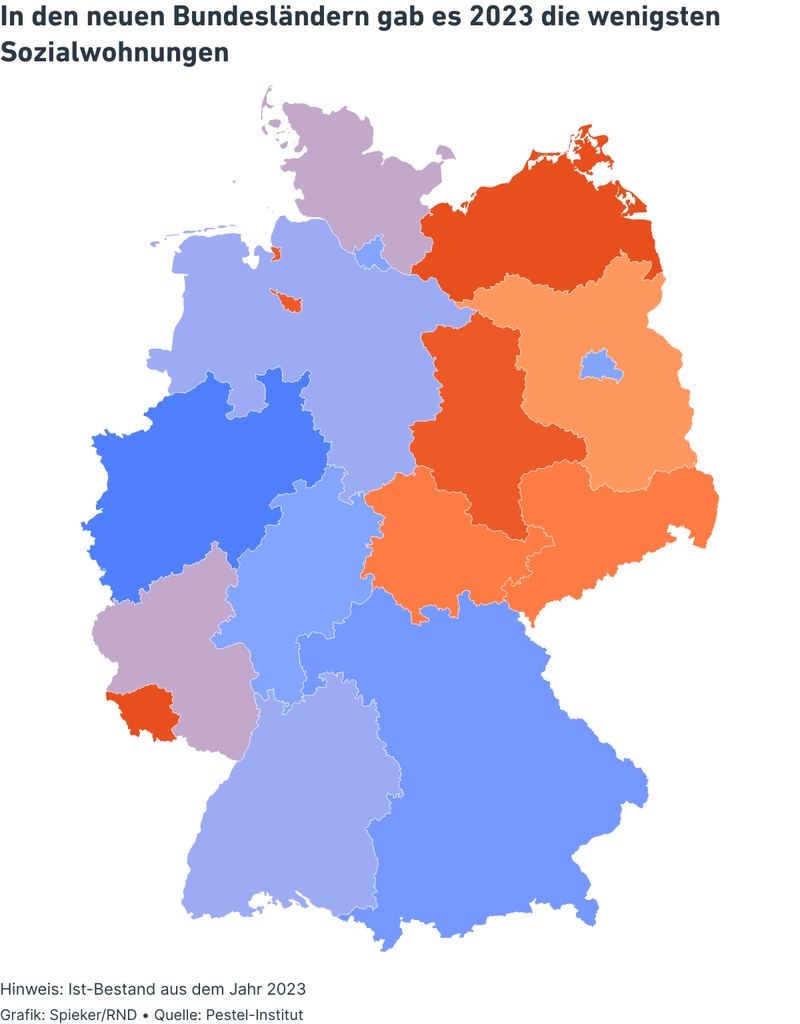 In den neuen Bundesländern gab es 2023 die wenigsten
Sozialwohnungen
Hinweis: Ist-Bestand aus dem Jahr 2023
Grafik: Spieker/RND • Quelle: Pestel-Institut